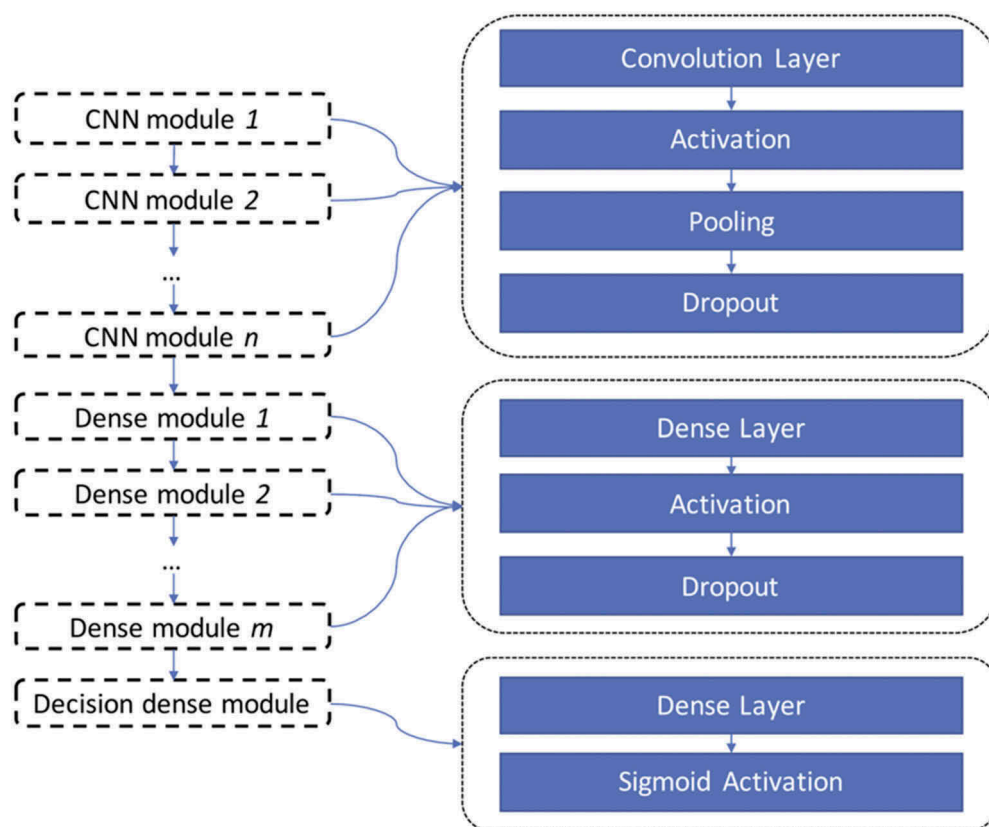 CNN module 1
CNN module 2
...
CNN module n
Dense module 1
Dense module 2
...
Dense module m
Decision dense module
Convolution Layer
Activation
Pooling
Dropout
Dense Layer
Activation
Dropout
Dense Layer
Sigmoid Activation